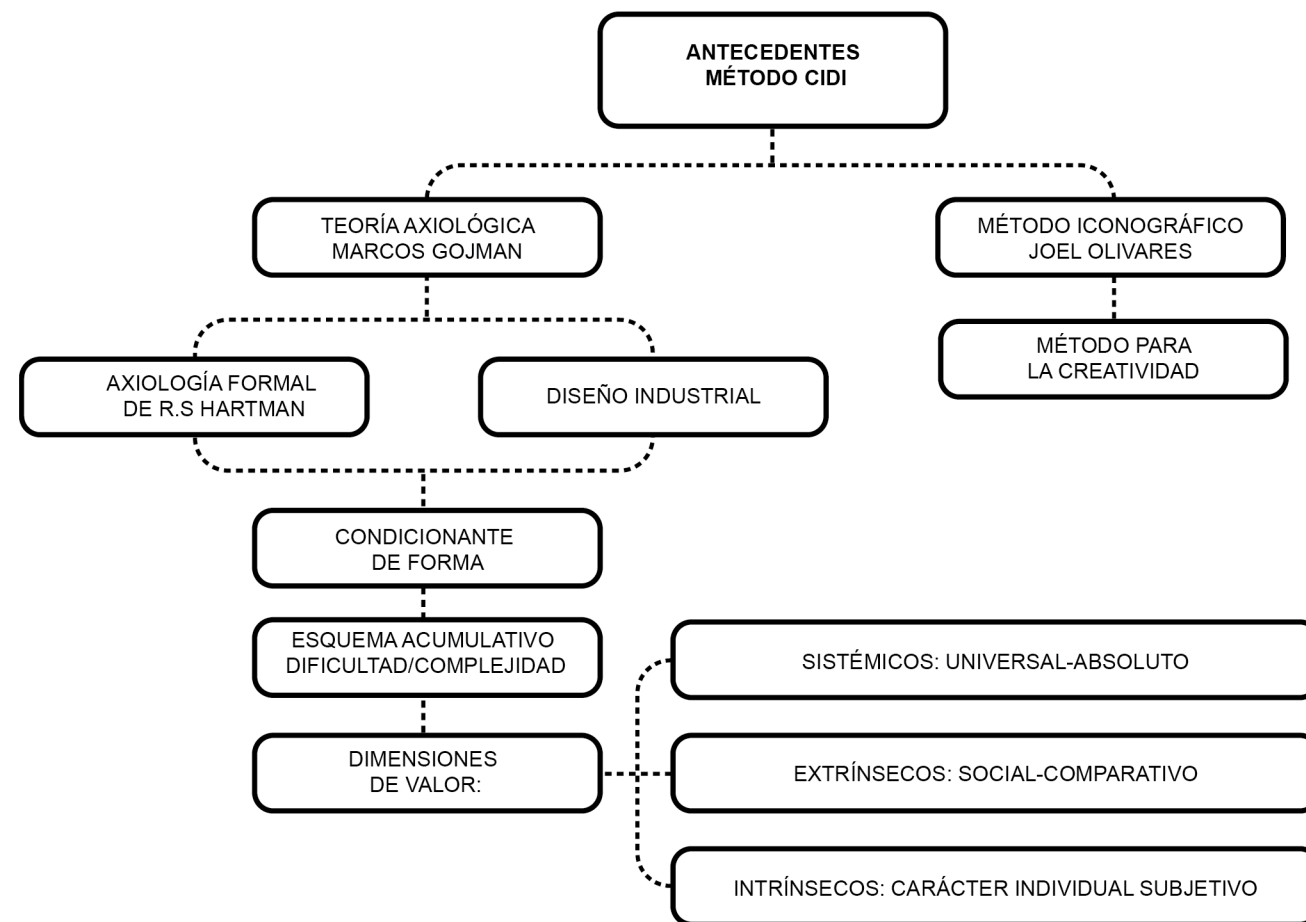 ANTECEDENTES
MÉTODO CIDI
TEORÍA AXIOLÓGICA
MARCOS GOJMAN
MÉTODO ICONOGRÁFICO
JOEL OLIVARES
AXIOLOGÍA FORMAL
DE R.S HARTMAN
DISEÑO INDUSTRIAL
MÉTODO PARA
LA CREATIVIDAD
CONDICIONANTE
DE FORMA
ESQUEMA ACUMULATIVO
DIFICULTAD/COMPLEJIDAD
DIMENSIONES
DE VALOR:
SISTÉMICOS: UNIVERSAL-ABSOLUTO
EXTRÍNSECOS: SOCIAL-COMPARATIVO
INTRÍNSECOS: CARÁCTER INDIVIDUAL SUBJETIVO